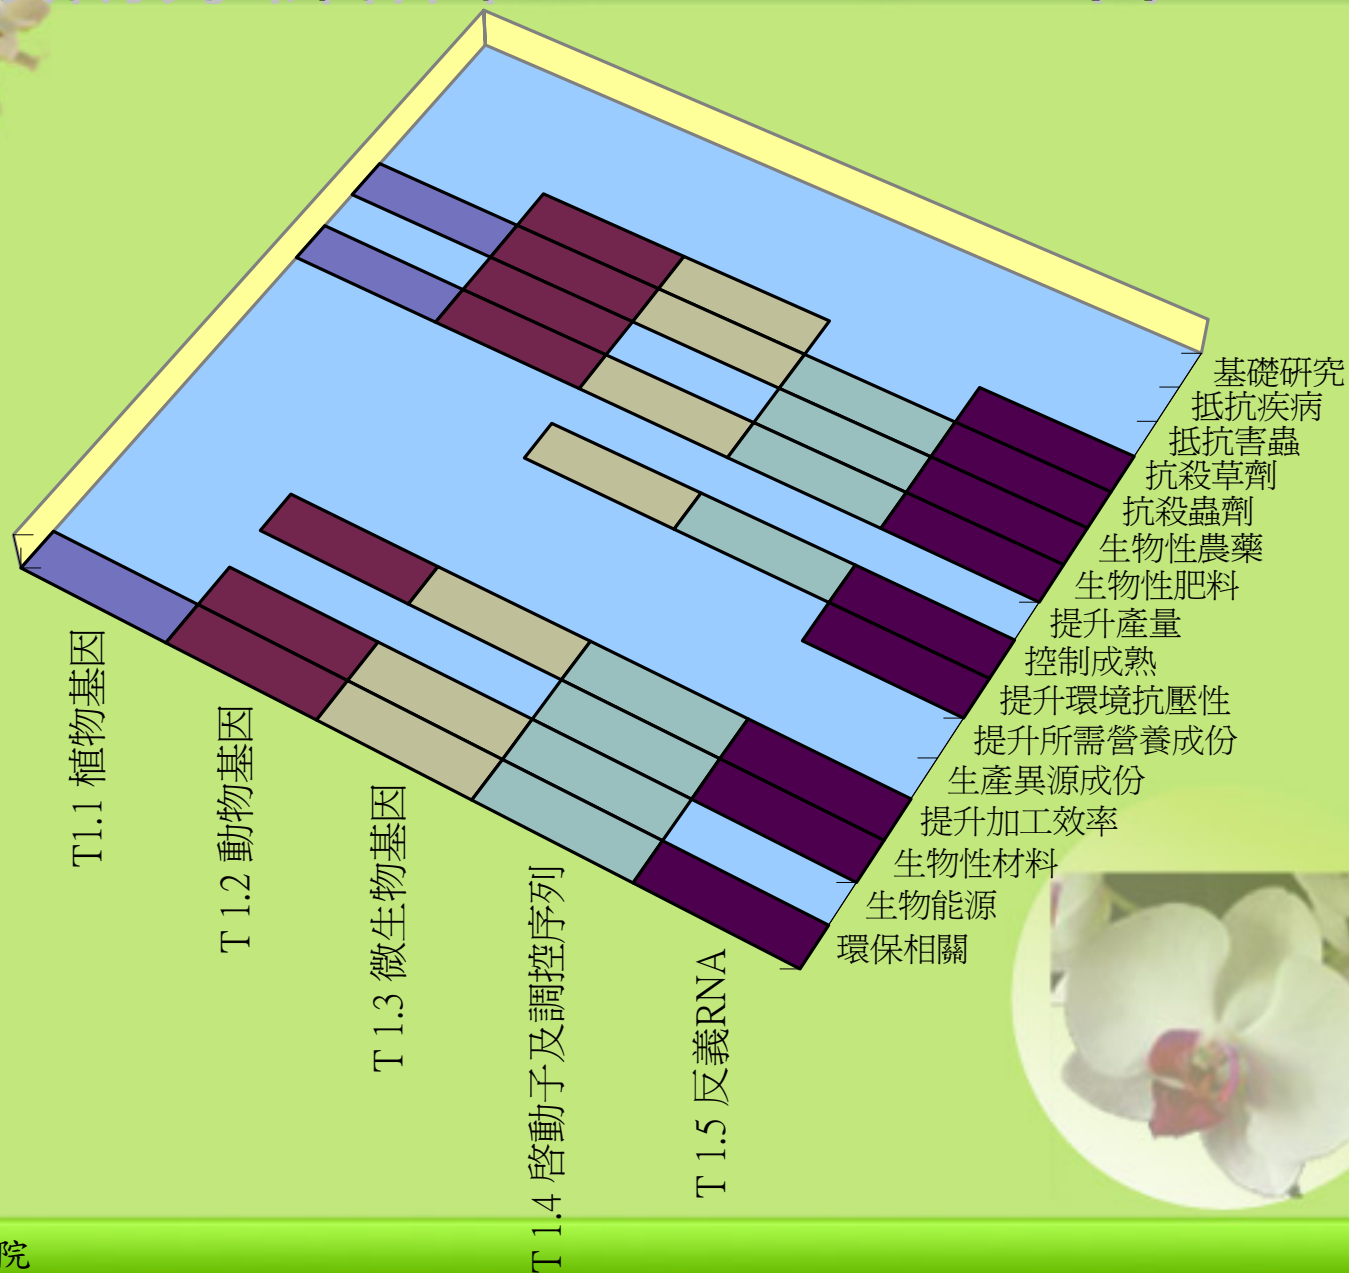 基礎研究
抵抗疾病
抵抗害蟲
抗殺草劑
抗殺蟲劑
生物性農藥
生物性肥料
提升產量
控制成熟
提升環境抗壓性
提升所需營養成份
生產異源成份
提升加工效率
生物性材料
生物能源
環保相關
T1.1 植物基因
T 1.2 動物基因
T 1.3 微生物基因
T 1.4 啓動子及調控序列
T 1.5 反義RNA
院